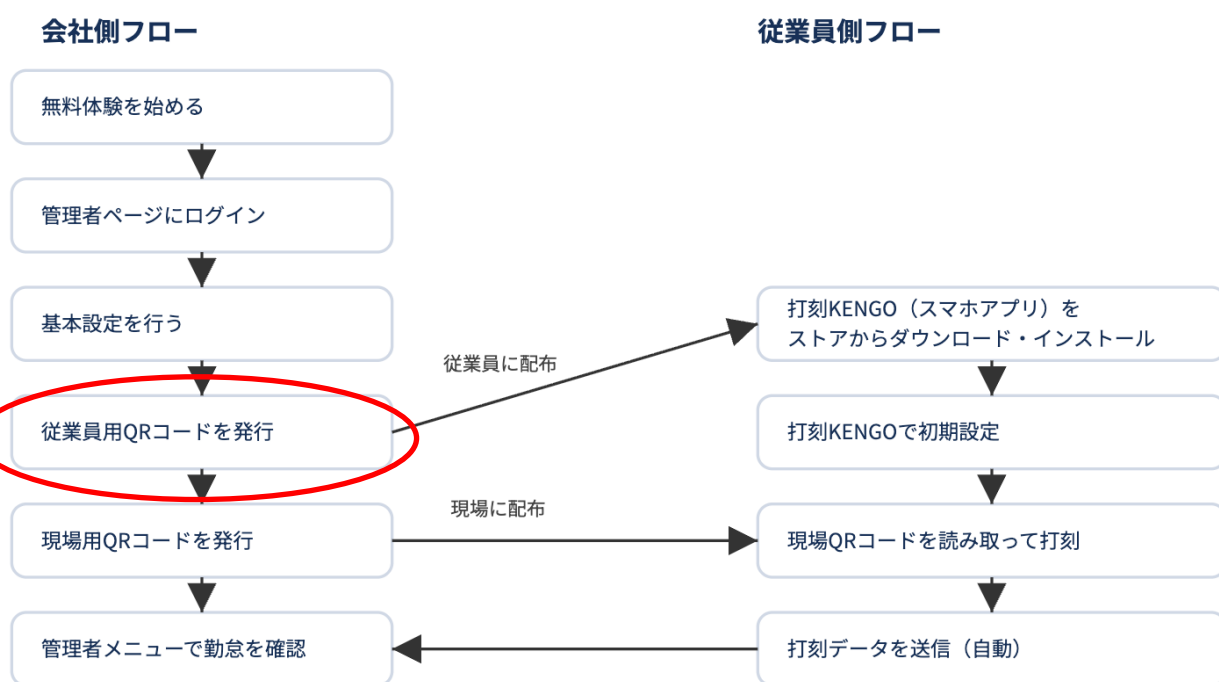 会社側フロー
従業員側フロー
無料体験を始める
管理者ページにログイン
基本設定を行う
従業員用QRコードを発行
現場用QRコードを発行
管理者メニューで勤怠を確認
従業員に配布
現場に配布
打刻KENGO（スマホアプリ）を
ストアからダウンロード・インストール
打刻KENGOで初期設定
現場QRコードを読み取って打刻
打刻データを送信（自動）